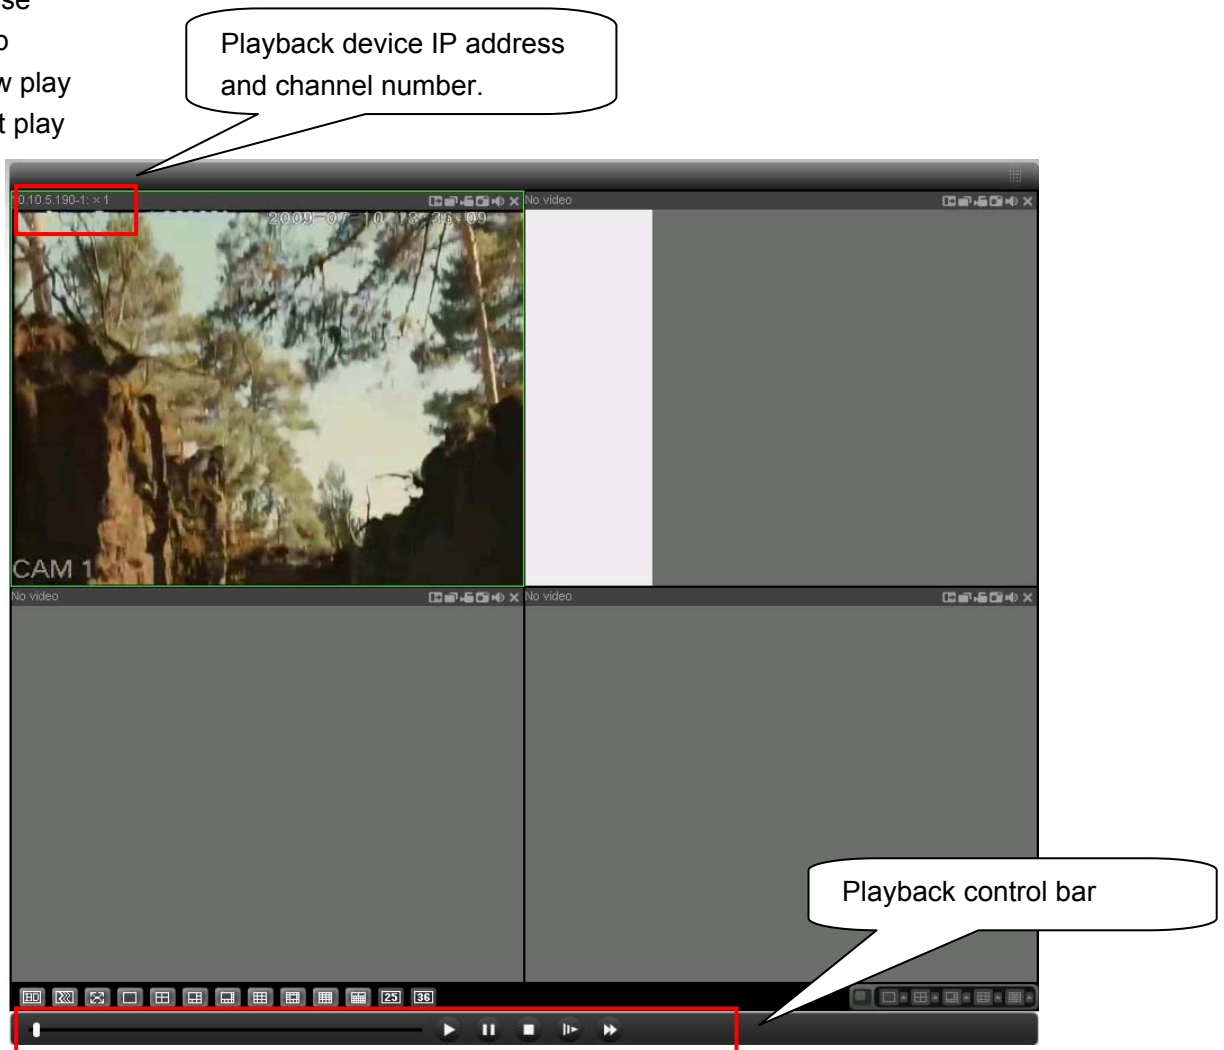 se
w play
t play
Playback device IP address
and channel number.
0.10.5.190-1: × 1
No video
2009-07-10 13:36:09
CAM 1
No video
No video
Playback control bar
HD
25
36